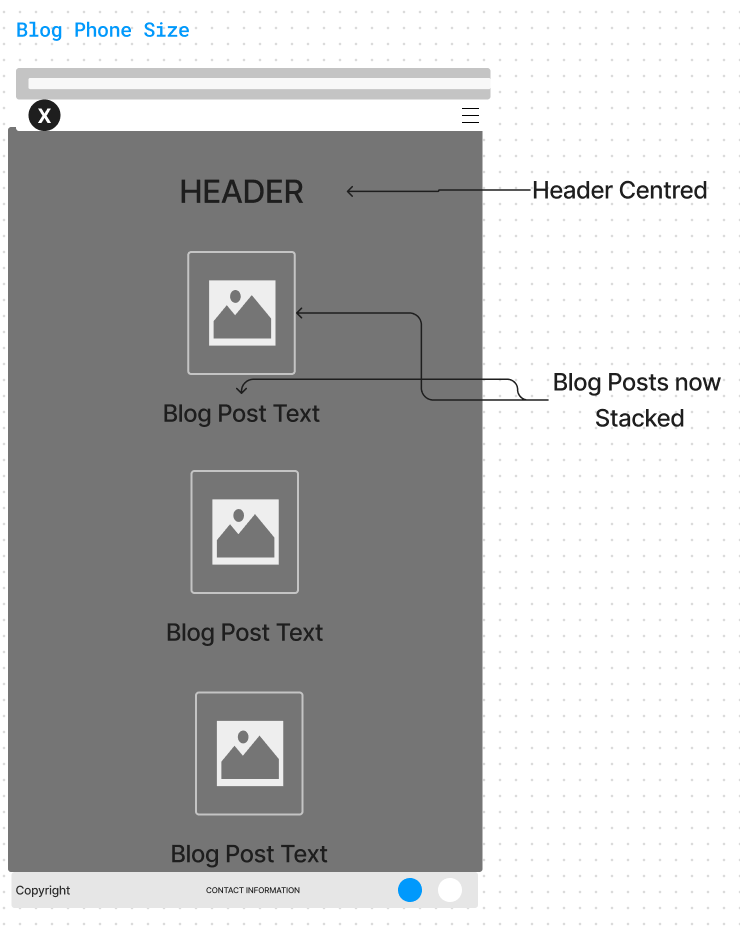 Blog Phone Size
X
HEADER
Header Centred
Blog Posts now
Stacked
Blog Post Text
Blog Post Text
Blog Post Text
Copyright
CONTACT INFORMATION